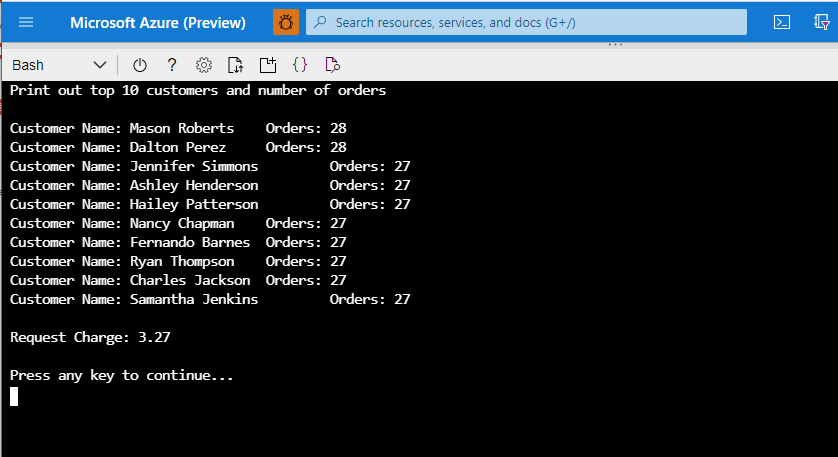 Microsoft Azure (Preview)
Search resources, services, and docs (G+/)
Bash
Print out top 10 customers and number of orders
Customer Name: Mason Roberts    Orders: 28
Customer Name: Dalton Perez     Orders: 28
Customer Name: Jennifer Simmons         Orders: 27
Customer Name: Ashley Henderson         Orders: 27
Customer Name: Hailey Patterson         Orders: 27
Customer Name: Nancy Chapman    Orders: 27
Customer Name: Fernando Barnes  Orders: 27
Customer Name: Ryan Thompson    Orders: 27
Customer Name: Charles Jackson  Orders: 27
Customer Name: Samantha Jenkins         Orders: 27
Request Charge: 3.27
Press any key to continue...